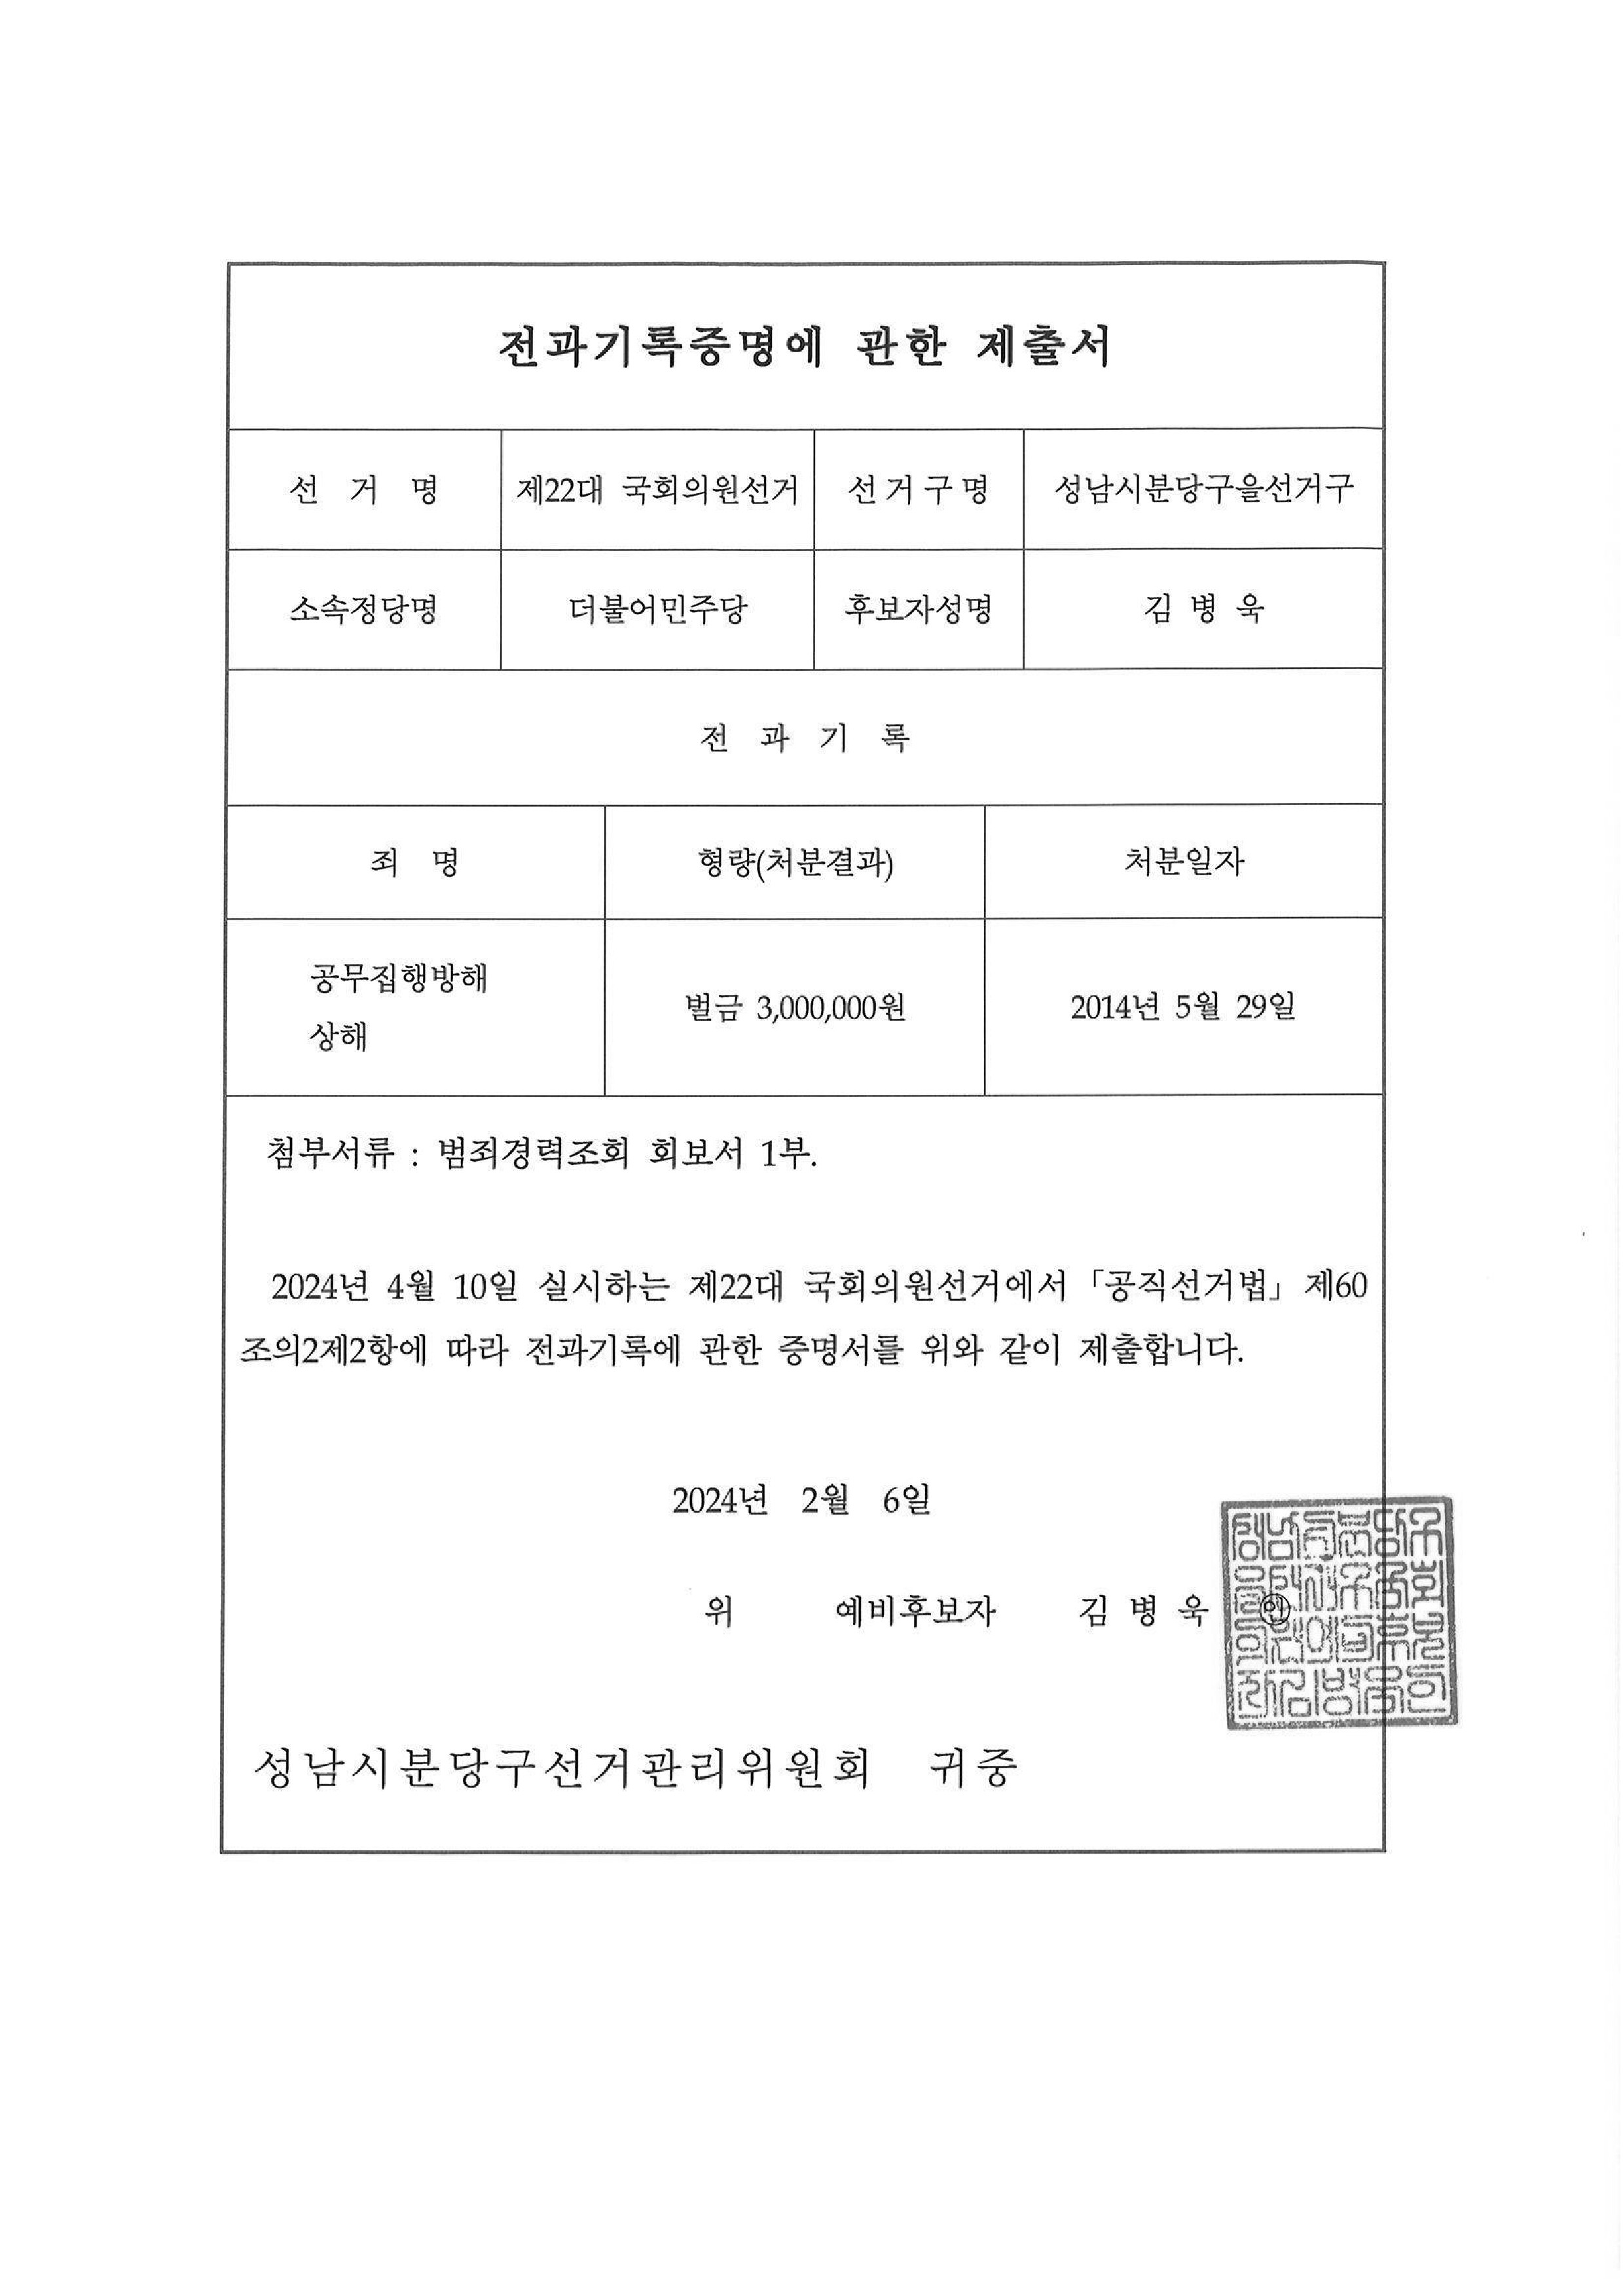 전과기록증명에 관한 제출서
선 거 명 제22대 국회의원선거 선 거 구 명 성남시분당구을선거구
소속정당명 더불어민주당 후보자성명 김 병 욱
전 과 기 록
죄 명 형량(처분결과) 처분일자
공무집행방해
상해
벌금 3,000,000원 2014년 5월 29일
첨부서류 : 범죄경력조회 회보서 1부.
2024년 4월 10일 실시하는 제22대 국회의원선거에서「공직선거법」제60
조의2제2항에 따라 전과기록에 관한 증명서를 위와 같이 제출합니다.
2024년 2월 6일
위 예비후보자 김 병 욱 ㊞
성남시분당구선거관리위원회 귀중